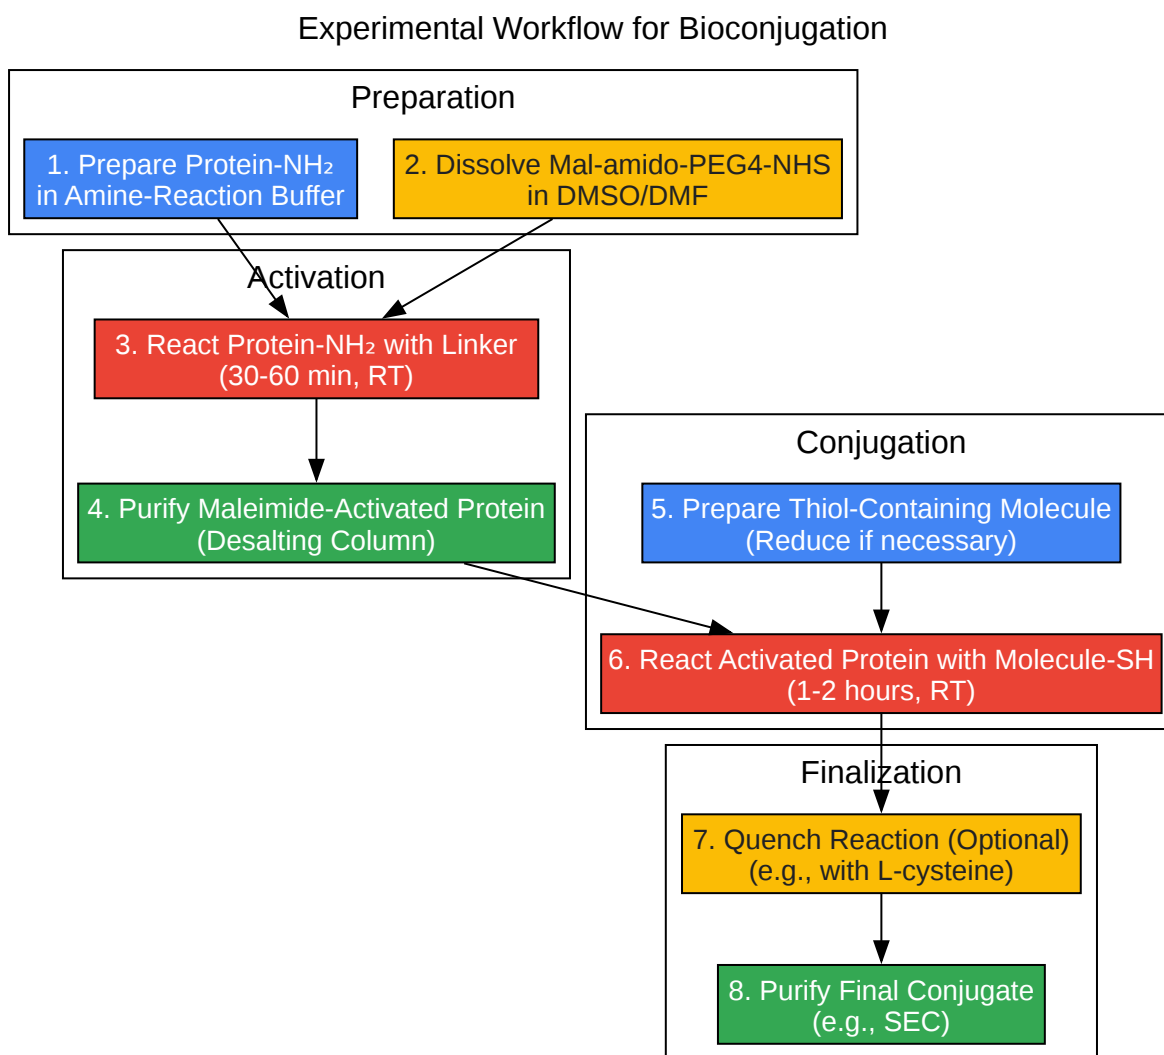 Experimental Workflow for Bioconjugation
Preparation
1. Prepare Protein-NH₂
in Amine-Reaction Buffer
2. Dissolve Mal-amido-PEG4-NHS
in DMSO/DMF
Activation
3. React Protein-NH₂ with Linker
(30-60 min, RT)
4. Purify Maleimide-Activated Protein
(Desalting Column)
Conjugation
5. Prepare Thiol-Containing Molecule
(Reduce if necessary)
6. React Activated Protein with Molecule-SH
(1-2 hours, RT)
Finalization
7. Quench Reaction (Optional)
(e.g., with L-cysteine)
8. Purify Final Conjugate
(e.g., SEC)